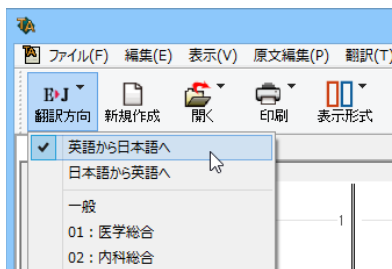 ファイル(F) 編集(E) 表示(V) 原文編集(P) 翻訳(T)
E▸J
翻訳方向 新規作成 開く 印刷 表示形式
✔ 英語から日本語へ
日本語から英語へ
一般
01：医学総合
02：内科総合
1